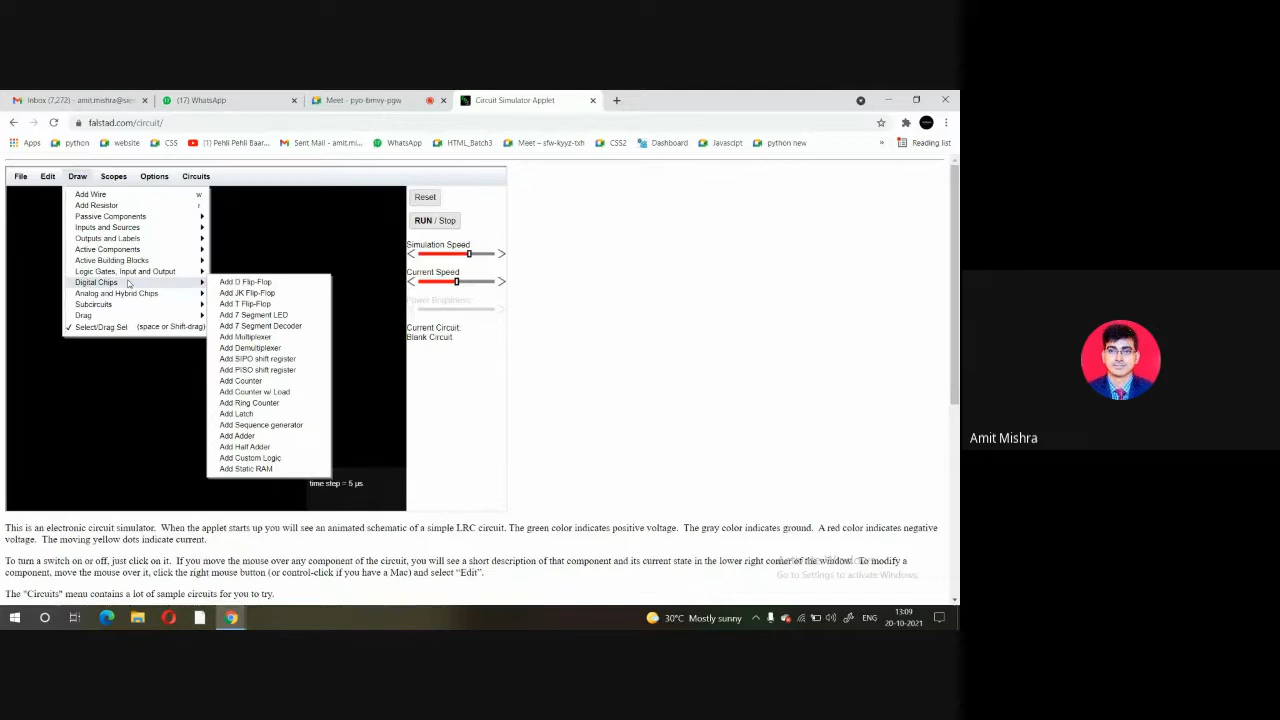 Inbox (7,272) - amit.mishra@sie
(17) WhatsApp
Meet - pyo-bmvy-pgw
Circuit Simulator Applet
falstad.com/circuit/
Apps
python
website
CSS
(1) Pehli Pehli Baar...
Sent Mail - amit.mi...
WhatsApp
HTML_Batch3
Meet – sfw-kyyz-txh
CSS2
Dashboard
Javascipt
python new
»
Reading list
File
Edit
Draw
Scopes
Options
Circuits
Add Wire w
Add Resistor r
Passive Components
Inputs and Sources
Outputs and Labels
Active Components
Active Building Blocks
Logic Gates, Input and Output
Digital Chips
Analog and Hybrid Chips
Subcircuits
Drag
✓ Select/Drag Sel (space or Shift-drag)
Add D Flip-Flop
Add JK Flip-Flop
Add T Flip-Flop
Add 7 Segment LED
Add 7 Segment Decoder
Add Multiplexer
Add Demultiplexer
Add SIPO shift register
Add PISO shift register
Add Counter
Add Counter w/ Load
Add Ring Counter
Add Latch
Add Sequence generator
Add Adder
Add Half Adder
Add Custom Logic
Add Static RAM
time step = 5 μs
Reset
RUN / Stop
Simulation Speed
Current Speed
Power Brightness
Current Circuit:
Blank Circuit
Amit Mishra
This is an electronic circuit simulator. When the applet starts up you will see an animated schematic of a simple LRC circuit. The green color indicates positive voltage. The gray color indicates ground. A red color indicates negative
voltage. The moving yellow dots indicate current.
To turn a switch on or off, just click on it. If you move the mouse over any component of the circuit, you will see a short description of that component and its current state in the lower right corner of the window. To modify a
component, move the mouse over it, click the right mouse button (or control-click if you have a Mac) and select “Edit”.
Activate Windows
Go to Settings to activate Windows.
The "Circuits" menu contains a lot of sample circuits for you to try.
30°C Mostly sunny
ENG
13:09
20-10-2021